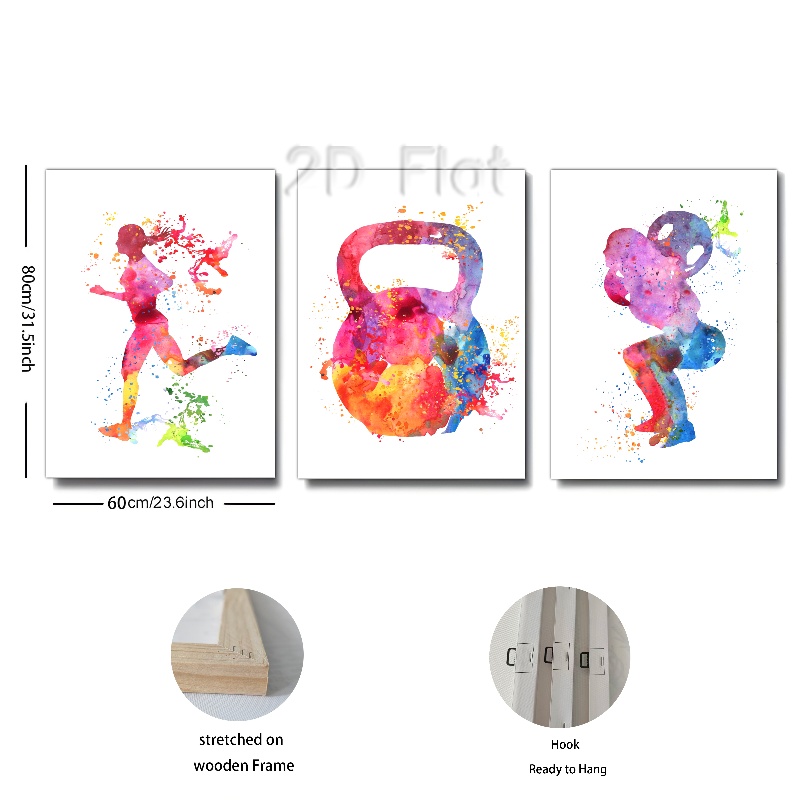 2D Flat
80cm/31.5inch
60cm/23.6inch
stretched on
wooden Frame
Hook
Ready to Hang